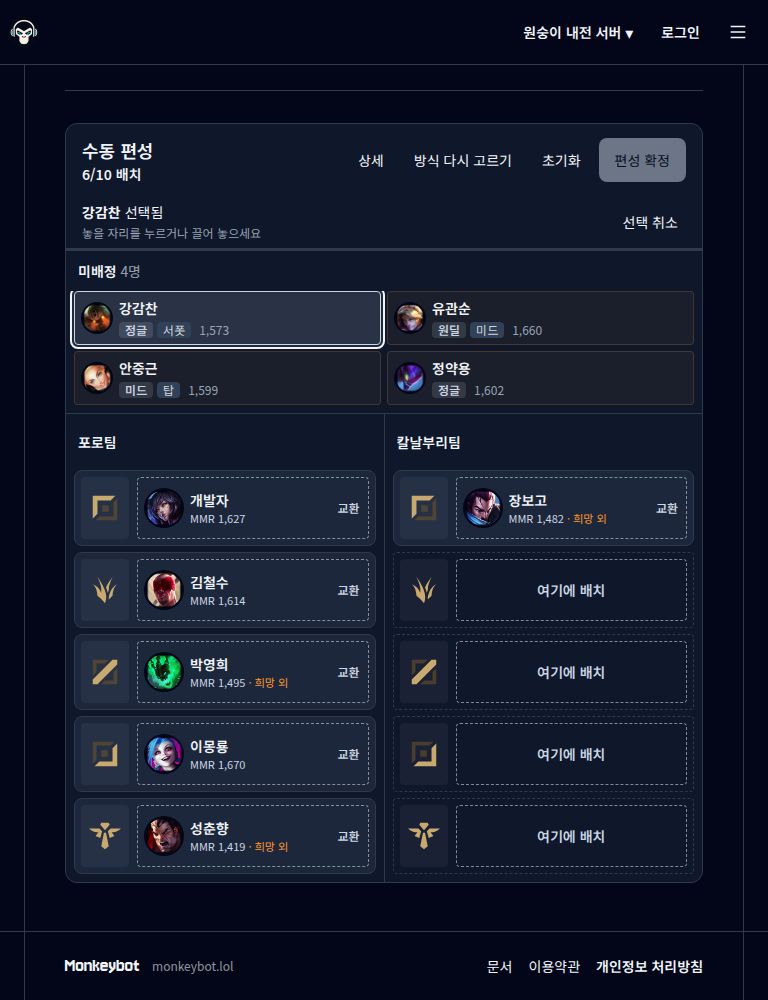 원숭이 내전 서버 ▾
로그인
수동 편성
6/10 배치
상세
방식 다시 고르기
초기화
편성 확정
강감찬 선택됨
놓을 자리를 누르거나 끌어 놓으세요
선택 취소
미배정 4명
강감찬
정글 서폿 1,573
유관순
원딜 미드 1,660
안중근
미드 탑 1,599
정약용
정글 1,602
포로팀
개발자
MMR 1,627
교환
김철수
MMR 1,614
교환
박영희
MMR 1,495 · 희망 외
교환
이몽룡
MMR 1,670
교환
성춘향
MMR 1,419 · 희망 외
교환
칼날부리팀
장보고
MMR 1,482 · 희망 외
교환
여기에 배치
여기에 배치
여기에 배치
여기에 배치
Monkeybot monkeybot.lol
문서
이용약관
개인정보 처리방침